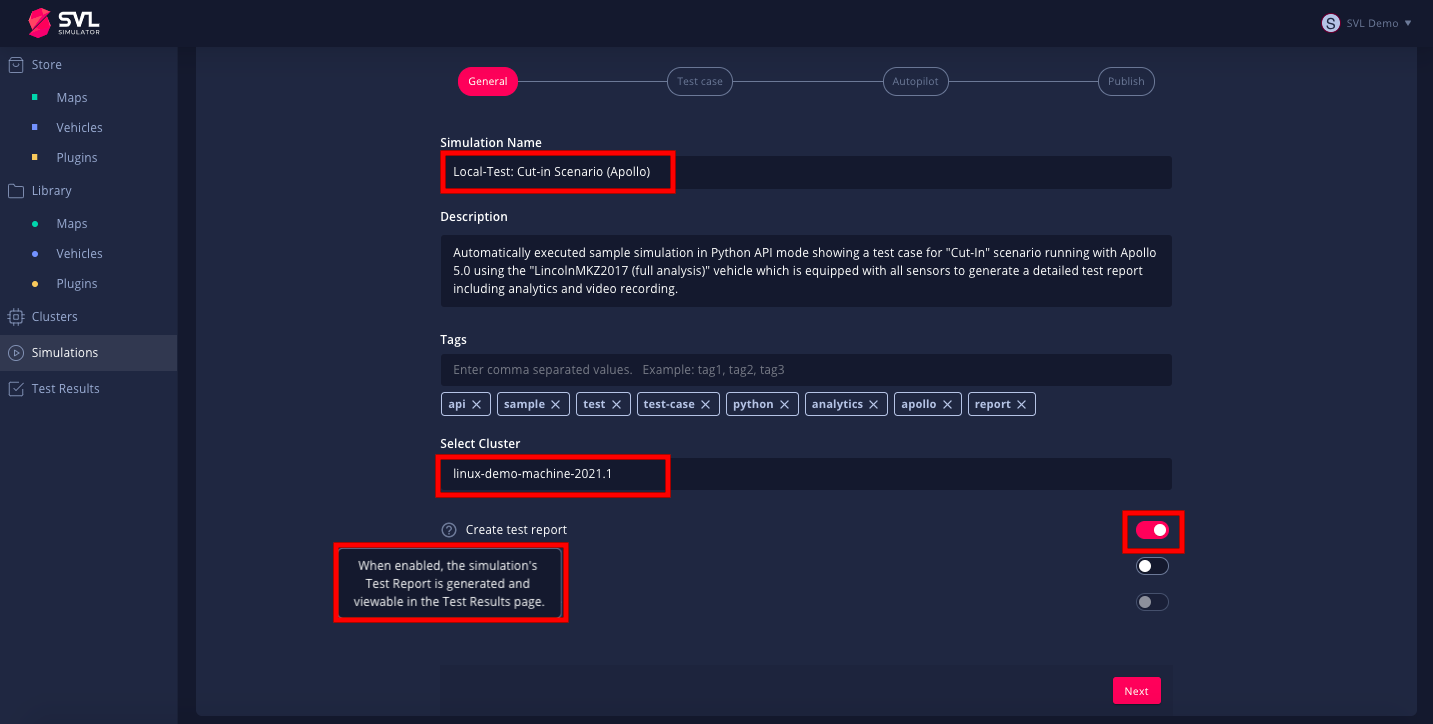 SVL
SIMULATOR
S SVL Demo
Store
Maps
Vehicles
Plugins
Library
Maps
Vehicles
Plugins
Clusters
Simulations
Test Results
General
Test case
Autopilot
Publish
Simulation Name
Local-Test: Cut-in Scenario (Apollo)
Description
Automatically executed sample simulation in Python API mode showing a test case for "Cut-In" scenario running with Apollo
5.0 using the "LincolnMKZ2017 (full analysis)" vehicle which is equipped with all sensors to generate a detailed test report
including analytics and video recording.
Tags
Enter comma separated values. Example: tag1, tag2, tag3
api
sample
test
test-case
python
analytics
apollo
report
Select Cluster
linux-demo-machine-2021.1
Create test report
When enabled, the simulation's
Test Report is generated and
viewable in the Test Results page.
Next